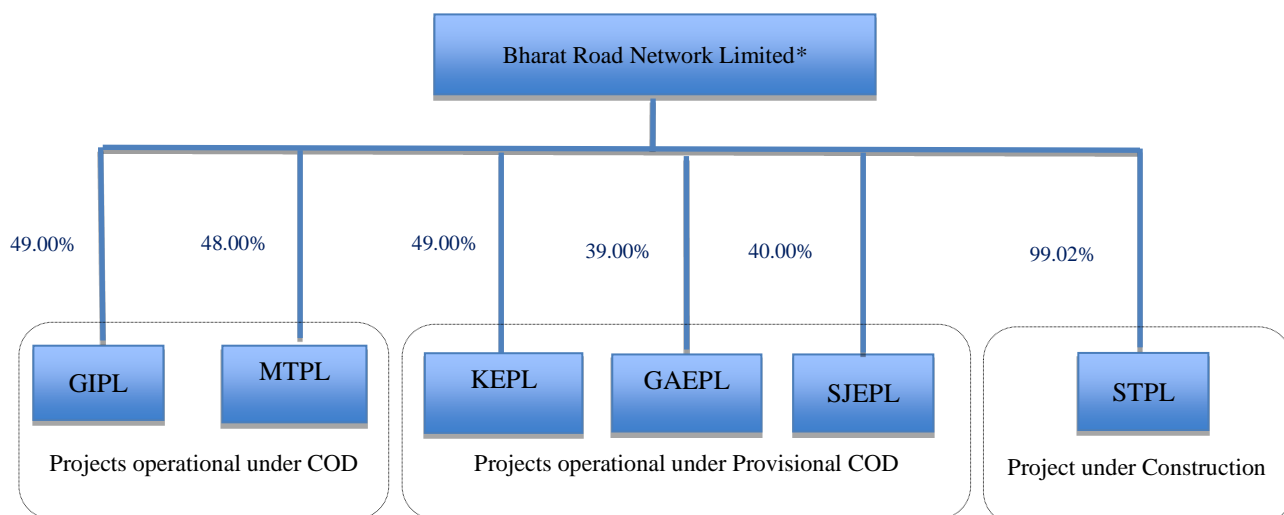 Bharat Road Network Limited*
49.00%
48.00%
49.00%
39.00%
40.00%
99.02%
GIPL
MTPL
KEPL
GAEPL
SJEPL
STPL
Projects operational under COD
Projects operational under Provisional COD
Project under Construction